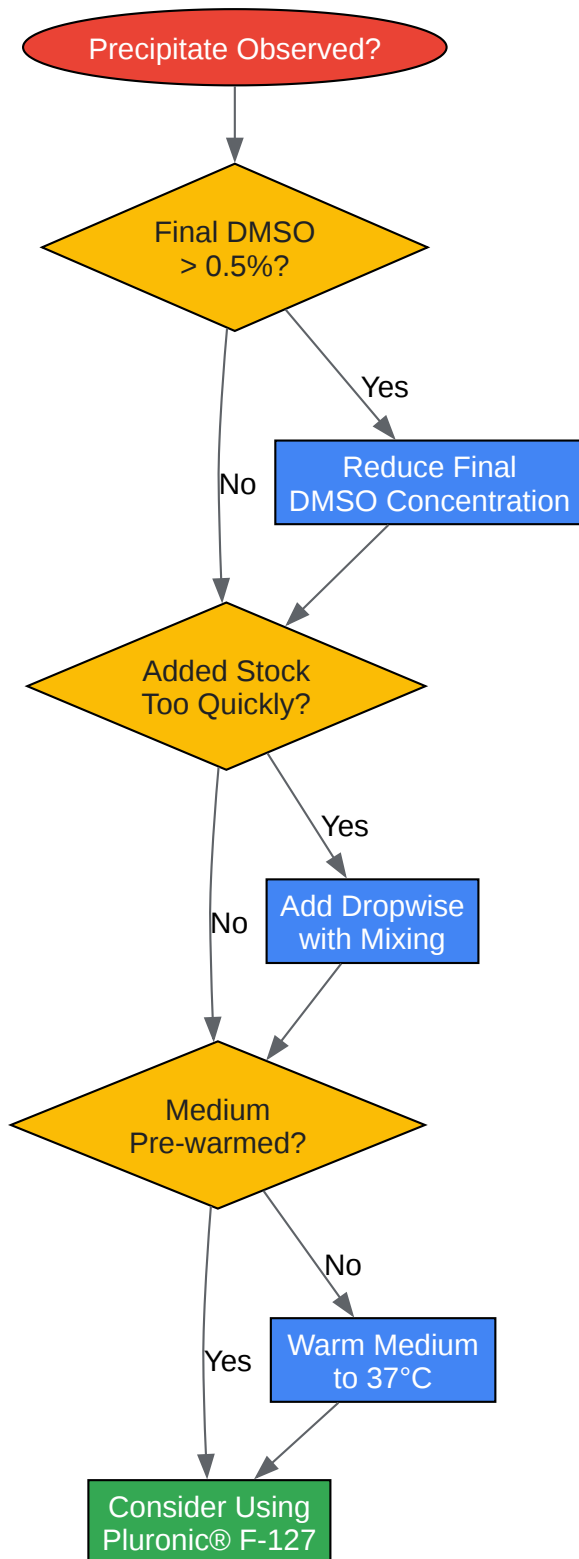 Precipitate Observed?
Final DMSO
> 0.5%?
Yes
Reduce Final
DMSO Concentration
No
Added Stock
Too Quickly?
Yes
Add Dropwise
with Mixing
No
Medium
Pre-warmed?
No
Warm Medium
to 37°C
Yes
Consider Using
Pluronic® F-127